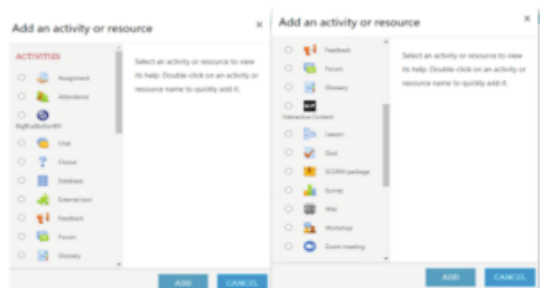 Add an activity or resource ×
ACTIVITIES
Assignment
Attendance
BigBlueButtonBN
Chat
Choice
Database
External tool
Feedback
Forum
Glossary
Select an activity or resource to view
its help. Double-click on an activity or
resource name to quickly add it.
ADD CANCEL
Add an activity or resource ×
Feedback
Forum
Glossary
Interactive Content
Lesson
Quiz
SCORM package
Survey
Wiki
Workshop
Zoom meeting
Select an activity or resource to view
its help. Double-click on an activity or
resource name to quickly add it.
ADD CANCEL